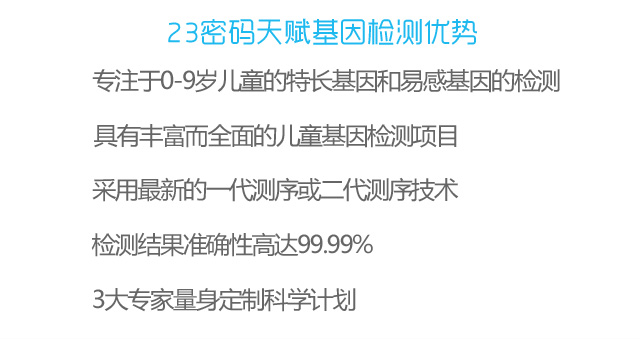 23密码天赋基因检测优势
专注于0-9岁儿童的特长基因和易感基因的检测
具有丰富而全面的儿童基因检测项目
采用最新的一代测序或二代测序技术
检测结果准确性高达99.99%
3大专家量身定制科学计划